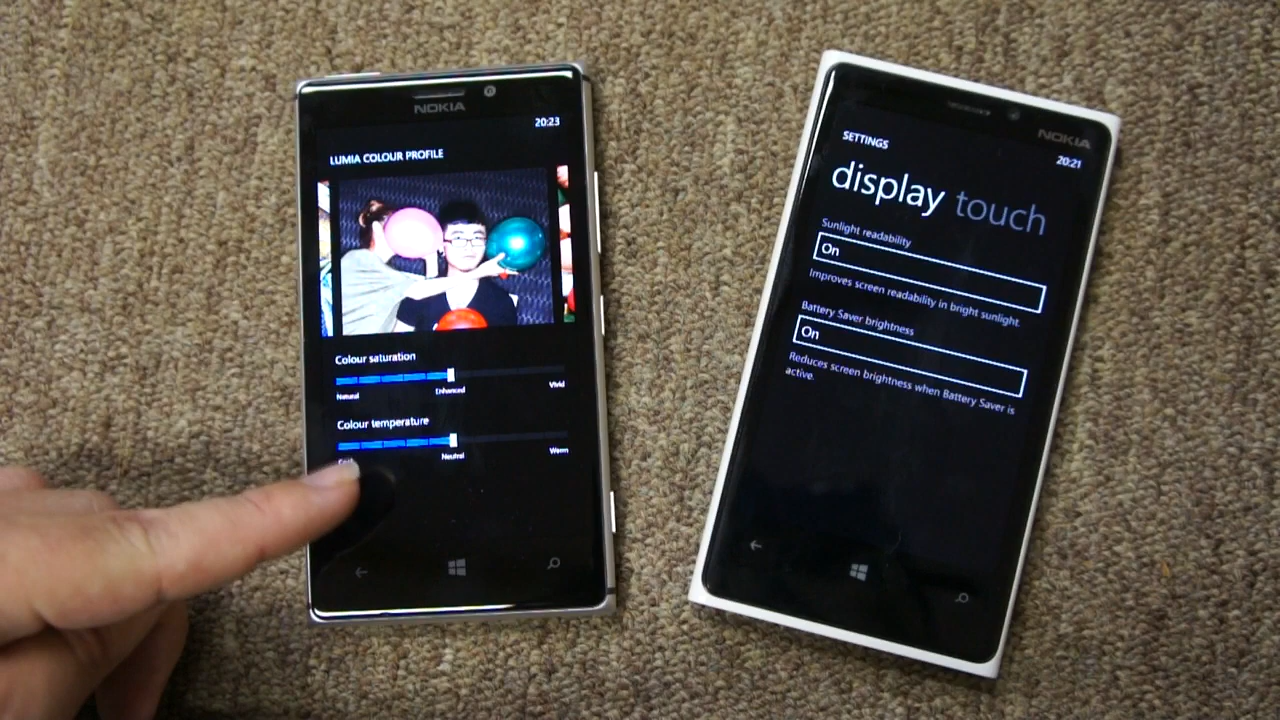 NOKIA
20:23
LUMIA COLOUR PROFILE
Colour saturation
Natural Enhanced Vivid
Colour temperature
Neutral Warm
NOKIA
20:21
SETTINGS
display touch
Sunlight readability
On
Improves screen readability in bright sunlight.
Battery Saver brightness
On
Reduces screen brightness when Battery Saver is
active.